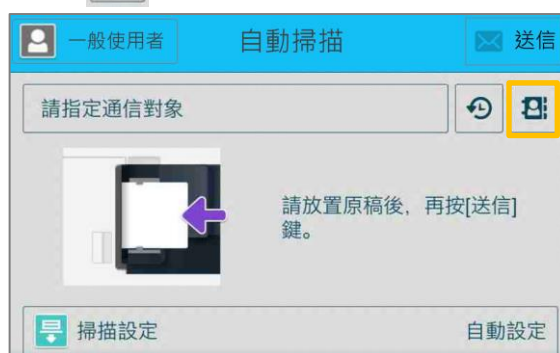 一般使用者
自動掃描
送信
請指定通信對象
請放置原稿後，再按[送信]
鍵。
掃描設定
自動設定